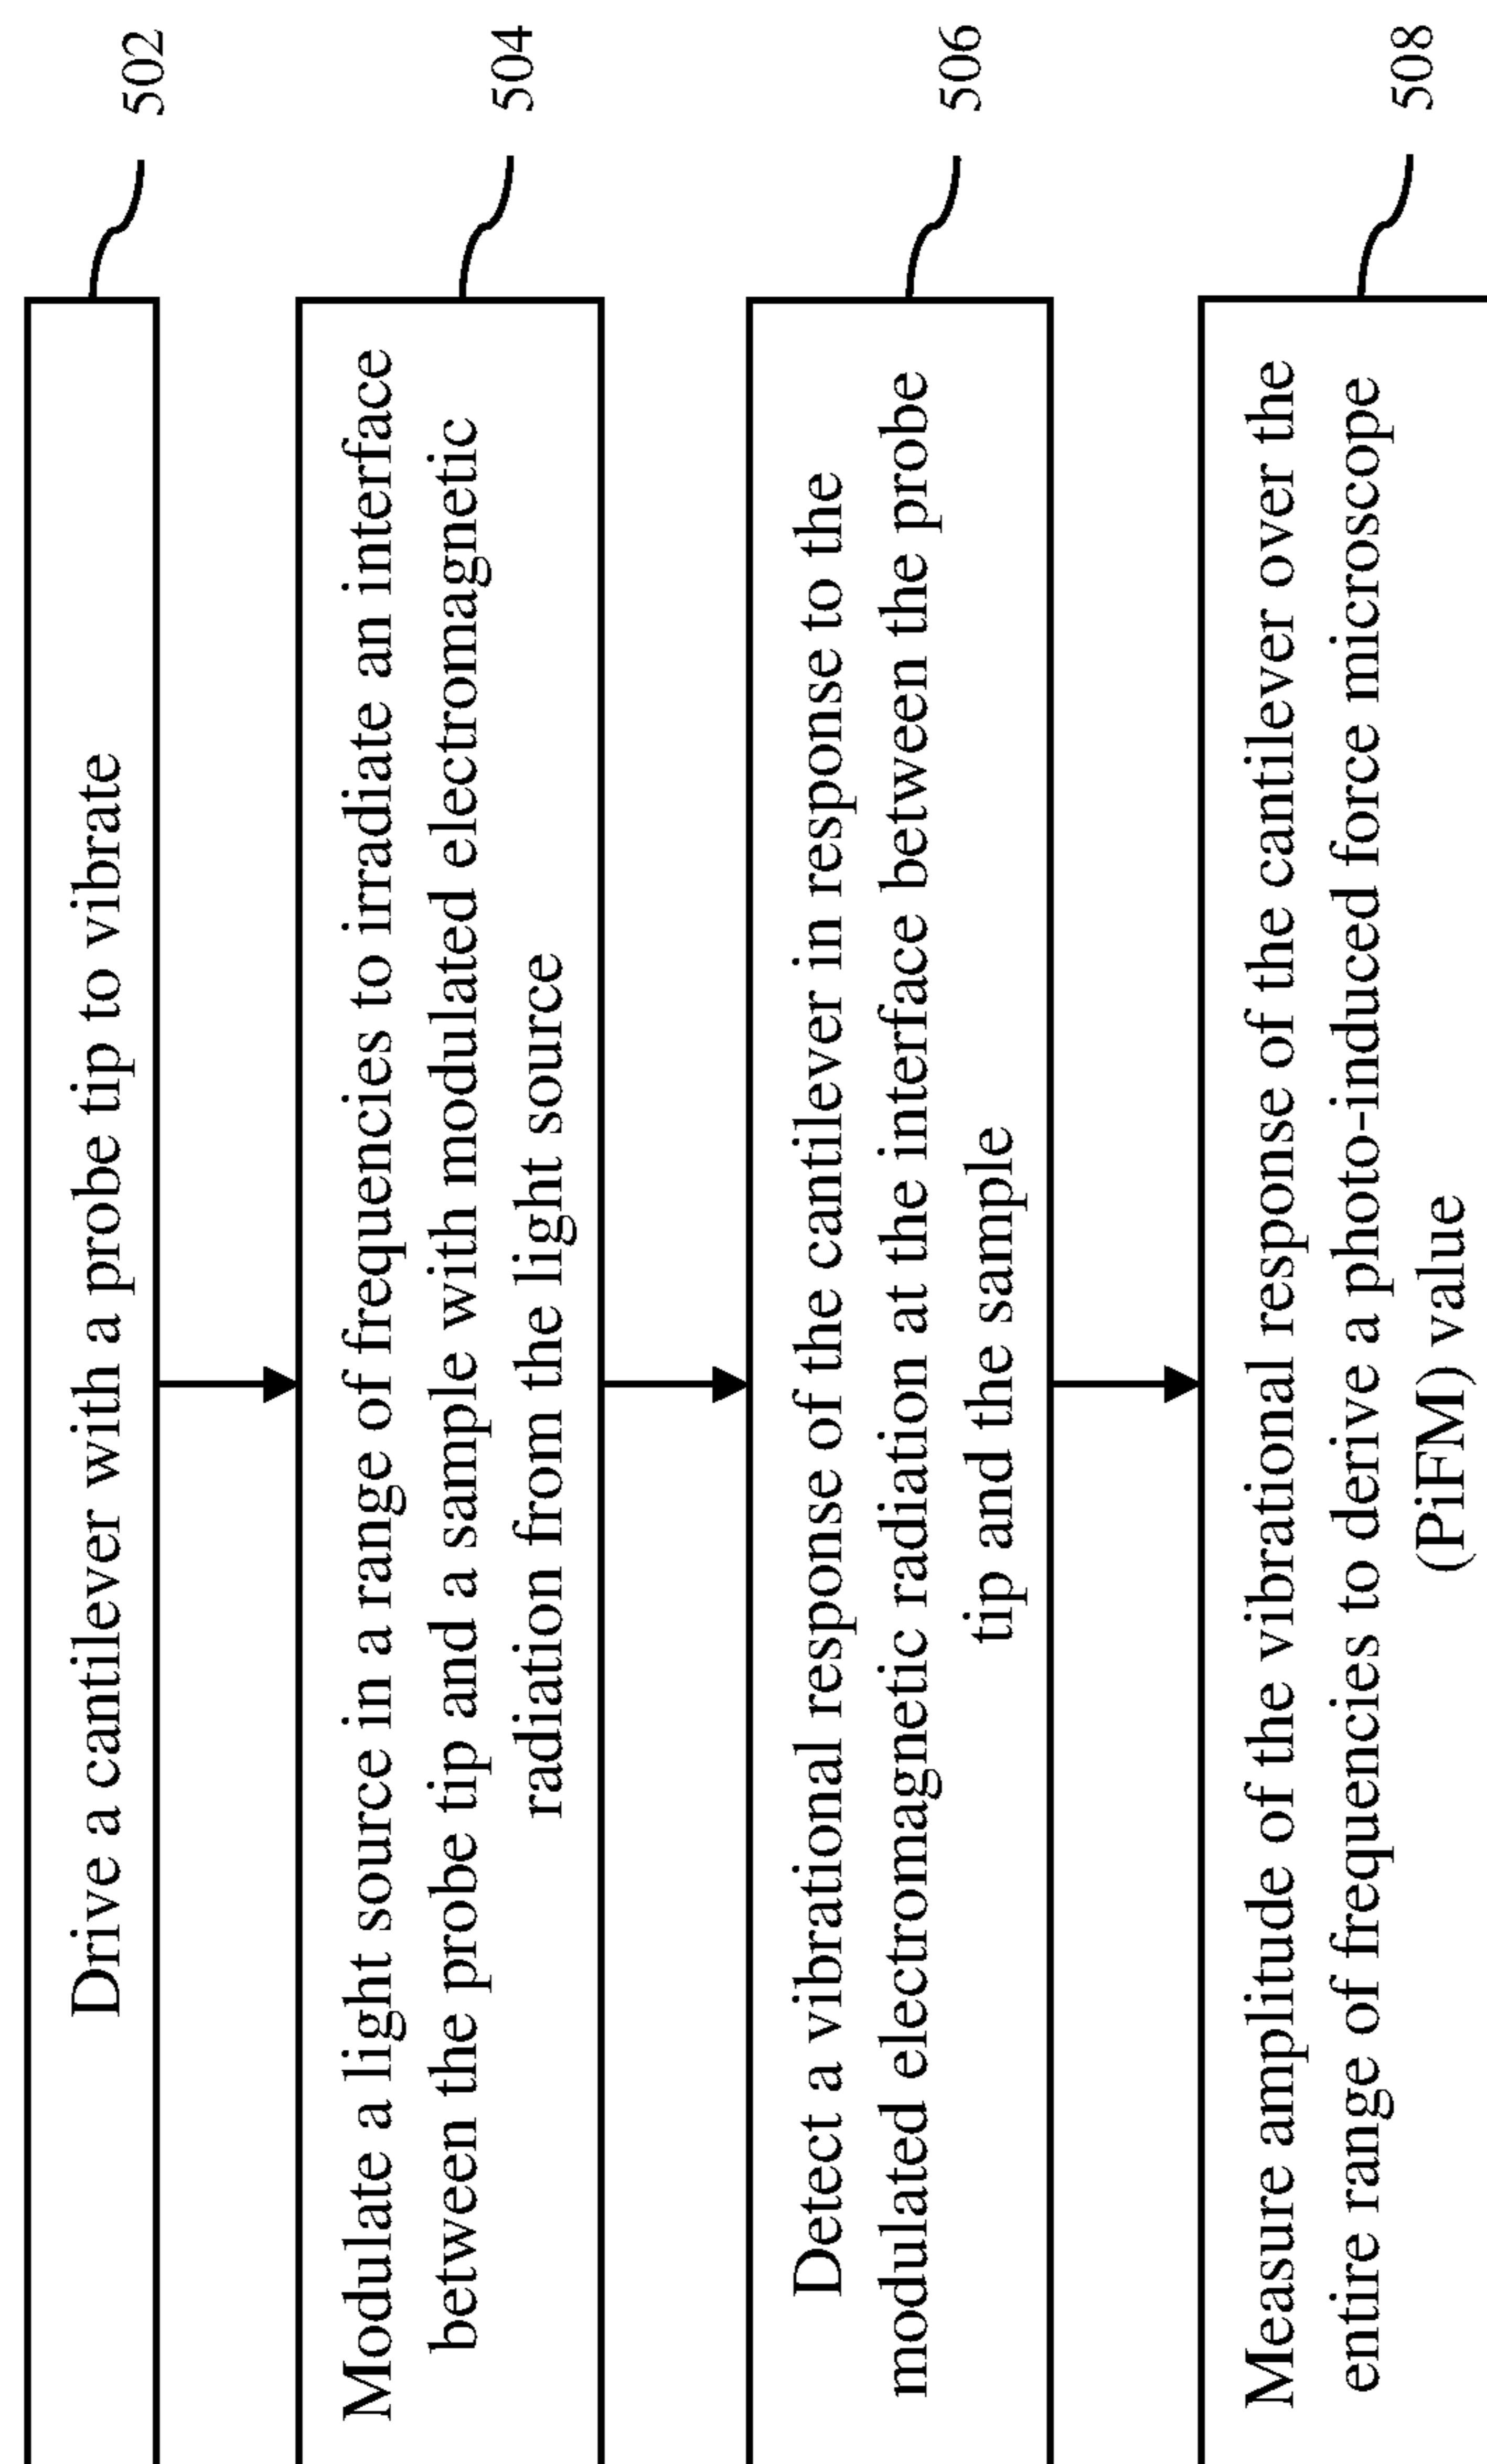 Drive a cantilever with a probe tip to vibrate
502
Modulate a light source in a range of frequencies to irradiate an interface
between the probe tip and a sample with modulated electromagnetic
radiation from the light source
504
Detect a vibrational response of the cantilever in response to the
modulated electromagnetic radiation at the interface between the probe
tip and the sample
506
Measure amplitude of the vibrational response of the cantilever over the
entire range of frequencies to derive a photo-induced force microscope
(PiFM) value
508